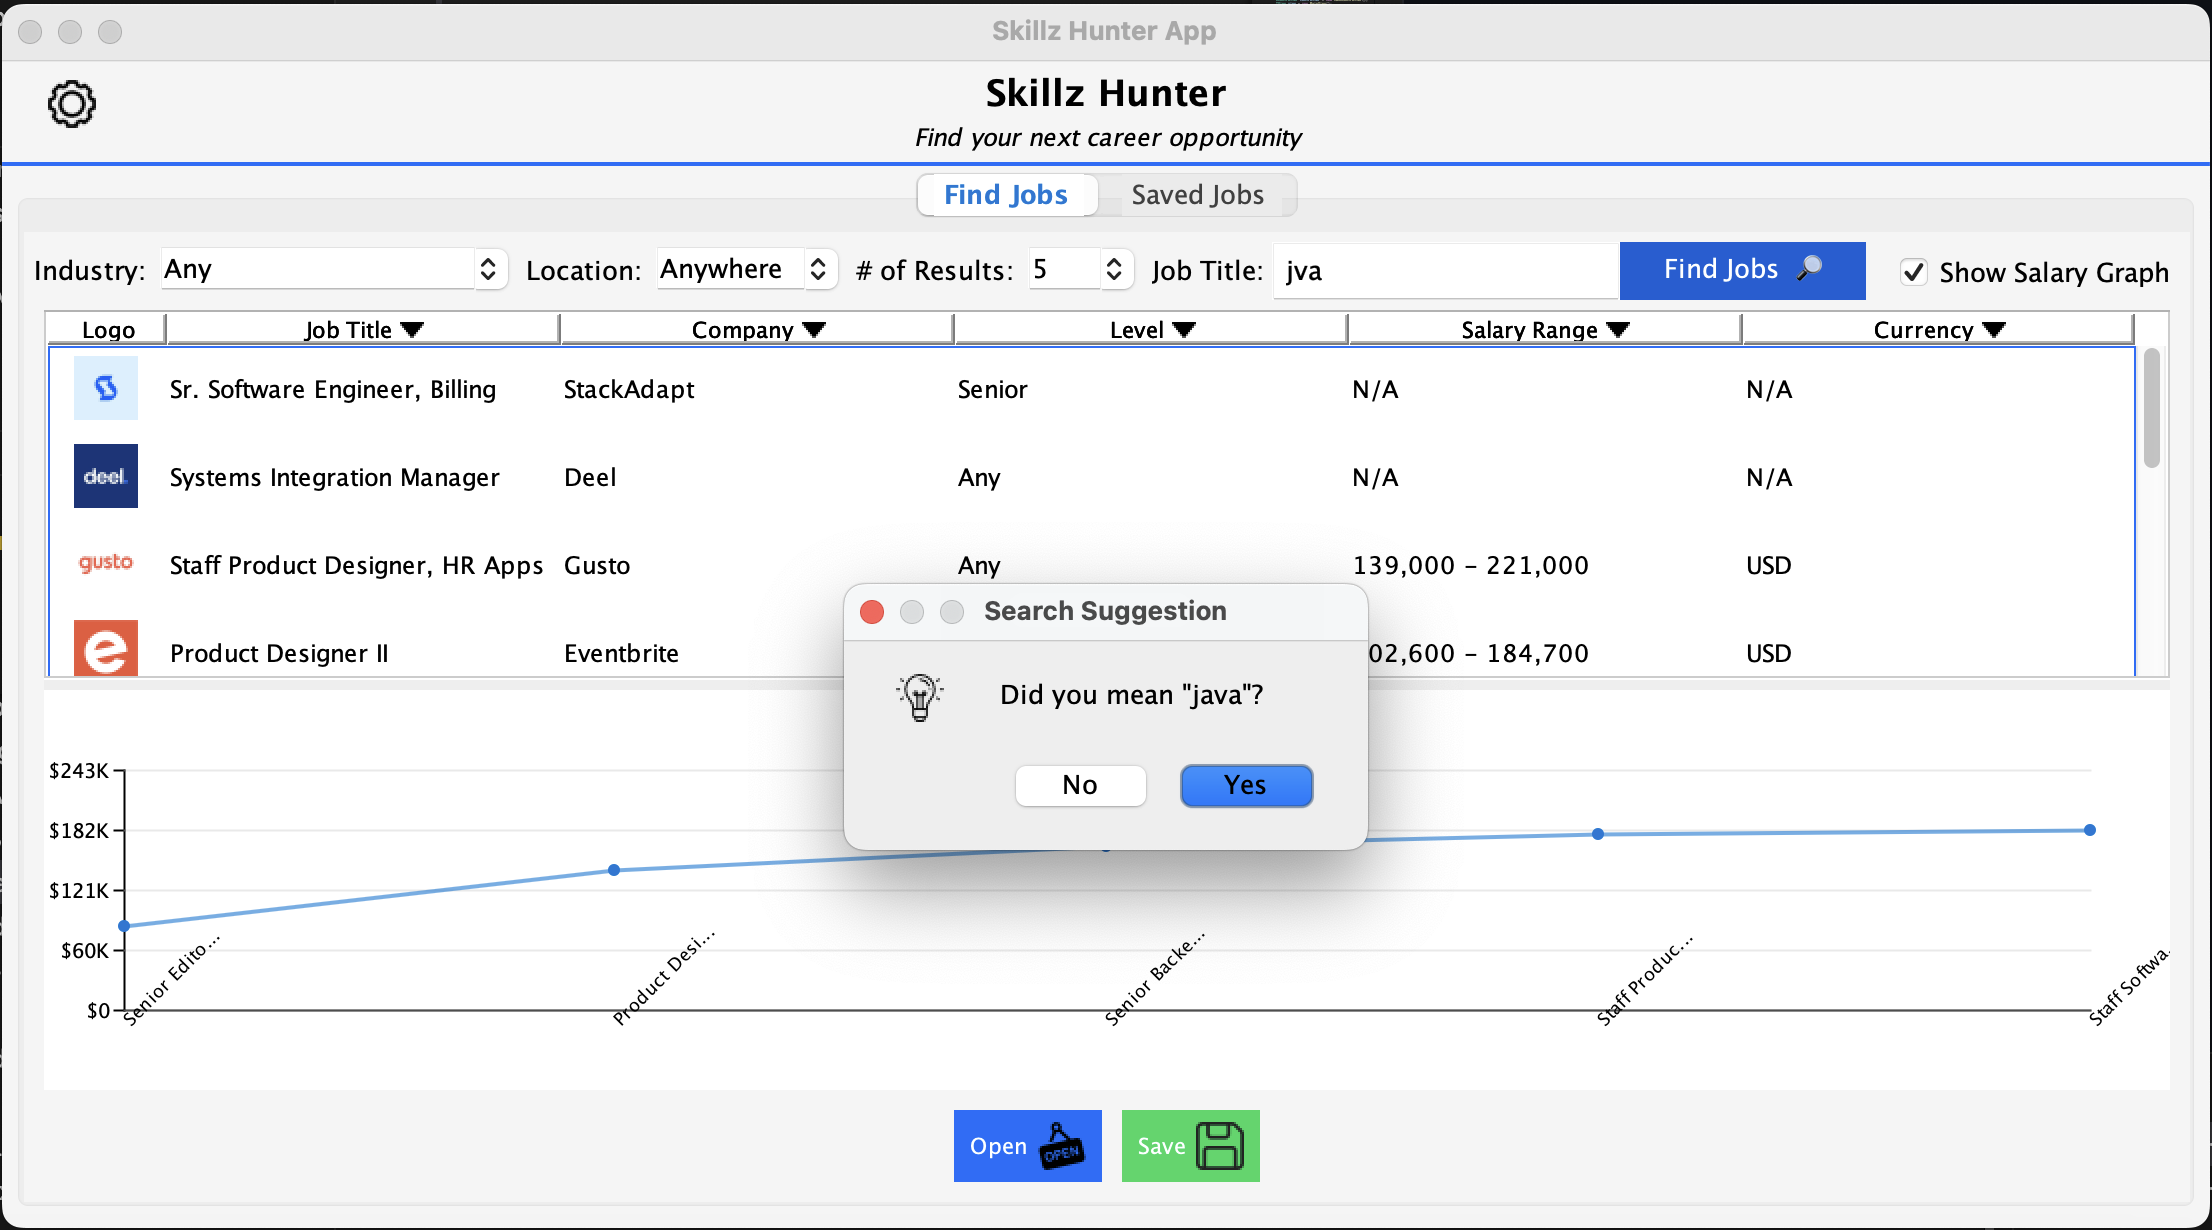 Skillz Hunter App
Skillz Hunter
Find your next career opportunity
Find Jobs Saved Jobs
Industry: Any Location: Anywhere # of Results: 5 Job Title: jva Find Jobs Show Salary Graph
Logo Job Title Company Level Salary Range Currency
Sr. Software Engineer, Billing StackAdapt Senior N/A N/A
deel. Systems Integration Manager Deel Any N/A N/A
gusto Staff Product Designer, HR Apps Gusto Any 139,000 - 221,000 USD
e Product Designer II Eventbrite 02,600 - 184,700 USD
Search Suggestion
Did you mean "java"?
No Yes
$243K
$182K
$121K
$60K
$0
Senior Edito...
Product Desi...
Senior Backe...
Staff Produc...
Staff Softwa.
Open OPEN Save